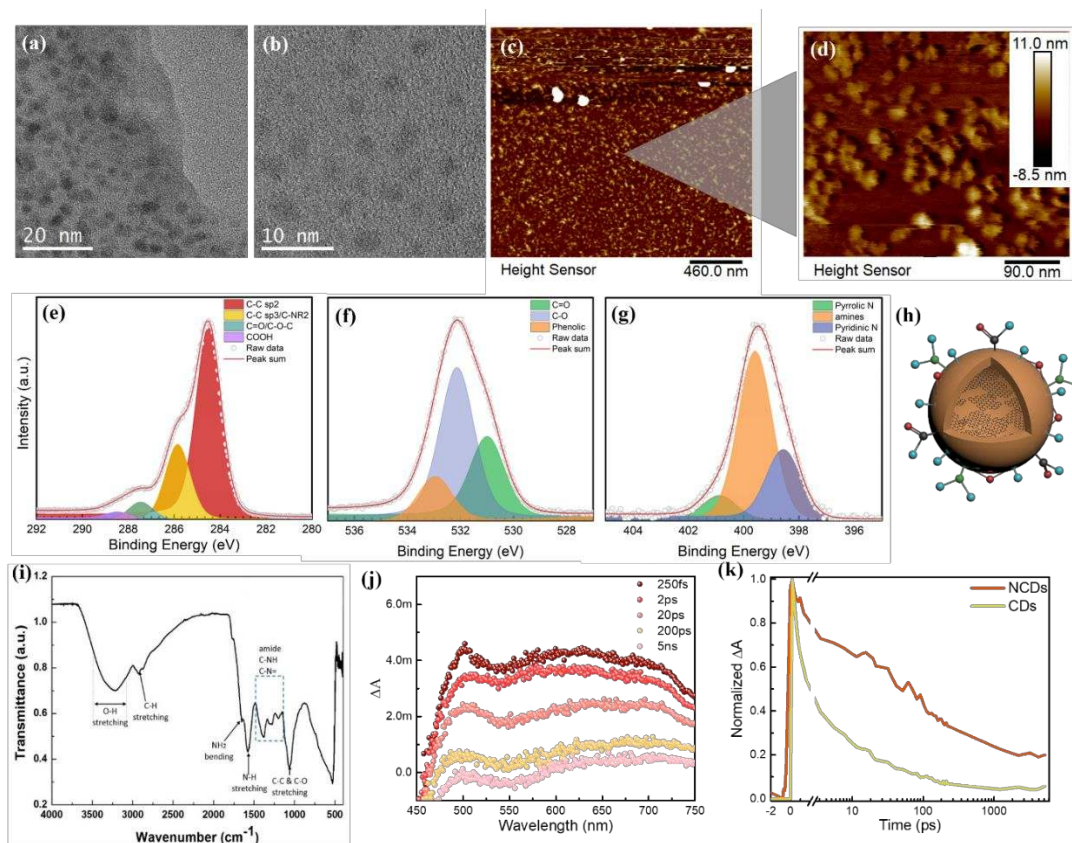 (a)
20 nm
(b)
10 nm
(c)
Height Sensor
460.0 nm
(d)
11.0 nm
-8.5 nm
Height Sensor
90.0 nm
(e)
C-C sp2
C-C sp3/C-NR2
C=O/C-O-C
COOH
Raw data
Peak sum
Intensity (a.u.)
292 290 288 286 284 282 280
Binding Energy (eV)
(f)
C=O
C-O
Phenolic
Raw data
Peak sum
536 534 532 530 528
Binding Energy (eV)
(g)
Pyrrolic N
amines
Pyridinic N
Raw data
Peak sum
404 402 400 398 396
Binding Energy (eV)
(h)
(i)
Transmittance (a.u.)
1.2
1.0
0.8
0.6
0.4
0.2
O-H
stretching
C-H
stretching
NH2
bending
N-H
stretching
amide
C-NH
C-N=
C-C & C-O
stretching
4000 3500 3000 2500 2000 1500 1000 500
Wavenumber (cm-1)
(j)
250fs
2ps
20ps
200ps
5ns
ΔA
6.0m
4.0m
2.0m
0.0
450 500 550 600 650 700 750
Wavelength (nm)
(k)
NCDs
CDs
Normalized ΔA
1.0
0.8
0.6
0.4
0.2
0.0
-2 0 10 100 1000
Time (ps)